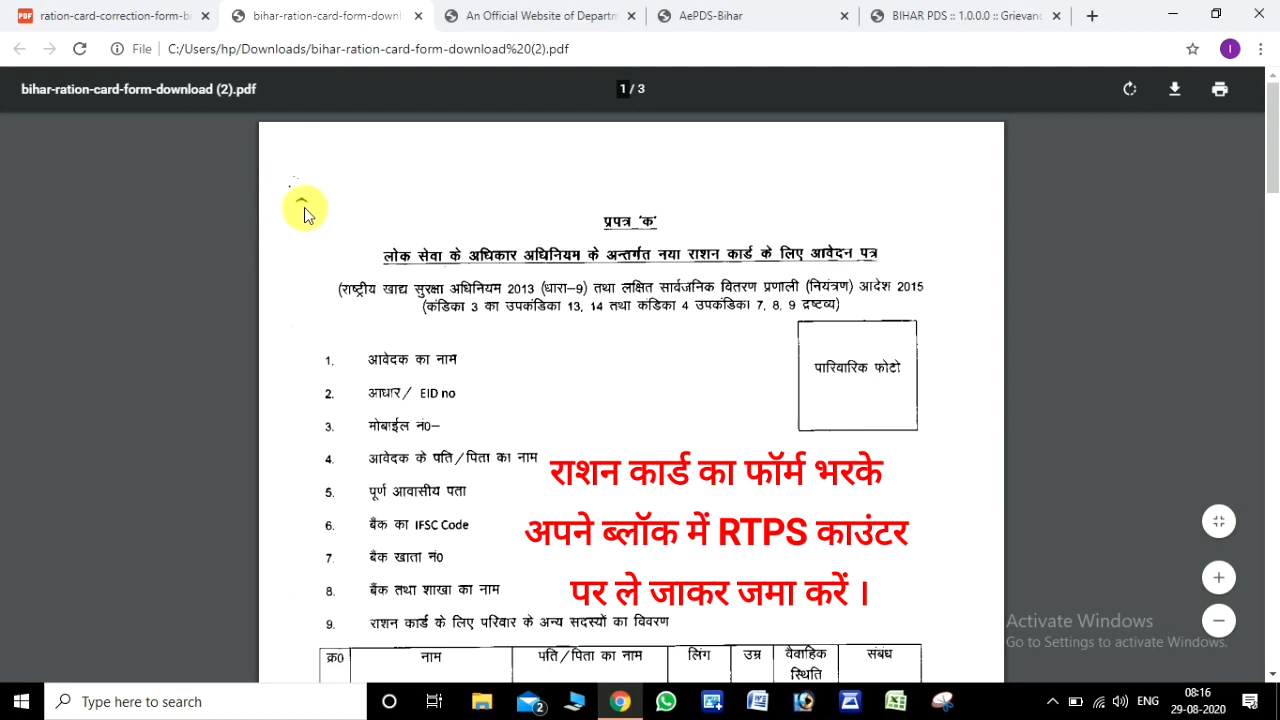 ration-card-correction-form-b
bihar-ration-card-form-downl
An Official Website of Departm
AePDS-Bihar
BIHAR PDS :: 1.0.0.0 :: Grievanc
File C:/Users/hp/Downloads/bihar-ration-card-form-download%20(2).pdf
I
bihar-ration-card-form-download (2).pdf
1 / 3
प्रपत्र 'क'
लोक सेवा के अधिकार अधिनियम के अन्तर्गत नया राशन कार्ड के लिए आवेदन पत्र
(राष्ट्रीय खाद्य सुरक्षा अधिनियम 2013 (धारा–9) तथा लक्षित सार्वजनिक वितरण प्रणाली (नियंत्रण) आदेश 2015
(कंडिका 3 का उपकंडिका 13, 14 तथा कंडिका 4 उपकंडिका 7, 8, 9 द्रष्टव्य)
पारिवारिक फोटो
1. आवेदक का नाम
2. आधार/ EID no
3. मोबाईल नं0–
4. आवेदक के पति/पिता का नाम
5. पूर्ण आवासीय पता
6. बैंक का IFSC Code
7. बैंक खाता नं0
8. बैंक तथा शाखा का नाम
9. राशन कार्ड के लिए परिवार के अन्य सदस्यों का विवरण
राशन कार्ड का फॉर्म भरके
अपने ब्लॉक में RTPS काउंटर
पर ले जाकर जमा करें ।
क्र0 नाम पति/पिता का नाम लिंग उम्र वैवाहिक स्थिति संबंध
Activate Windows
Go to Settings to activate Windows.
Type here to search
2
ENG
08:16
29-08-2020